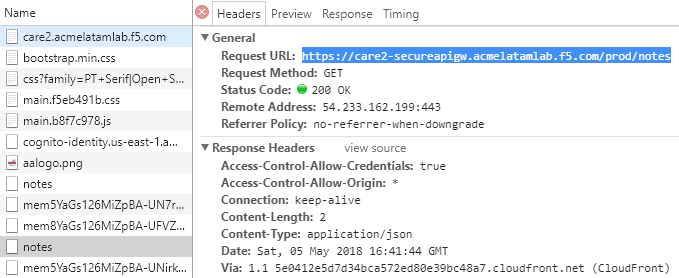 Headers Preview Response Timing
care2.acmelatamlab.f5.com
bootstrap.min.css
css?family=PT+Serif|Open+S...
main.f5eb491b.css
main.b8f7c978.js
cognito-identity.us-east-1.a...
aalogo.png
notes
mem5YaGs126MiZpBA-UN7r...
mem8YaGs126MiZpBA-UFVZ...
notes
mem5YaGs126MiZpBA-UNirk...
General
Request URL: https://care2-secureapigw.acmelatamlab.f5.com/prod/notes
Request Method: GET
Status Code: 200 OK
Remote Address: 54.233.162.199:443
Referrer Policy: no-referrer-when-downgrade
Response Headers view source
Access-Control-Allow-Credentials: true
Access-Control-Allow-Origin: *
Connection: keep-alive
Content-Length: 2
Content-Type: application/json
Date: Sat, 05 May 2018 16:41:44 GMT
Via: 1.1 5e0412e5d7d34bca572ed80e39bc48a7.cloudfront.net (CloudFront)